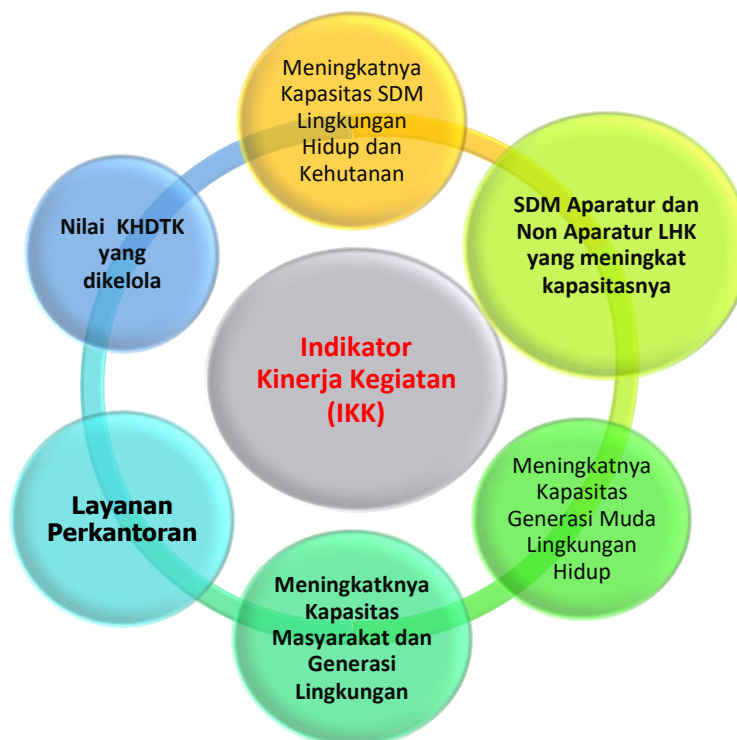 Meningkatnya
Kapasitas SDM
Lingkungan
Hidup dan
Kehutanan
SDM Aparatur dan
Non Aparatur LHK
yang meningkat
kapasitasnya
Meningkatnya
Kapasitas
Generasi Muda
Lingkungan
Hidup
Meningkatknya
Kapasitas
Masyarakat dan
Generasi
Lingkungan
Layanan
Perkantoran
Nilai KHDTK
yang
dikelola
Indikator
Kinerja Kegiatan
(IKK)